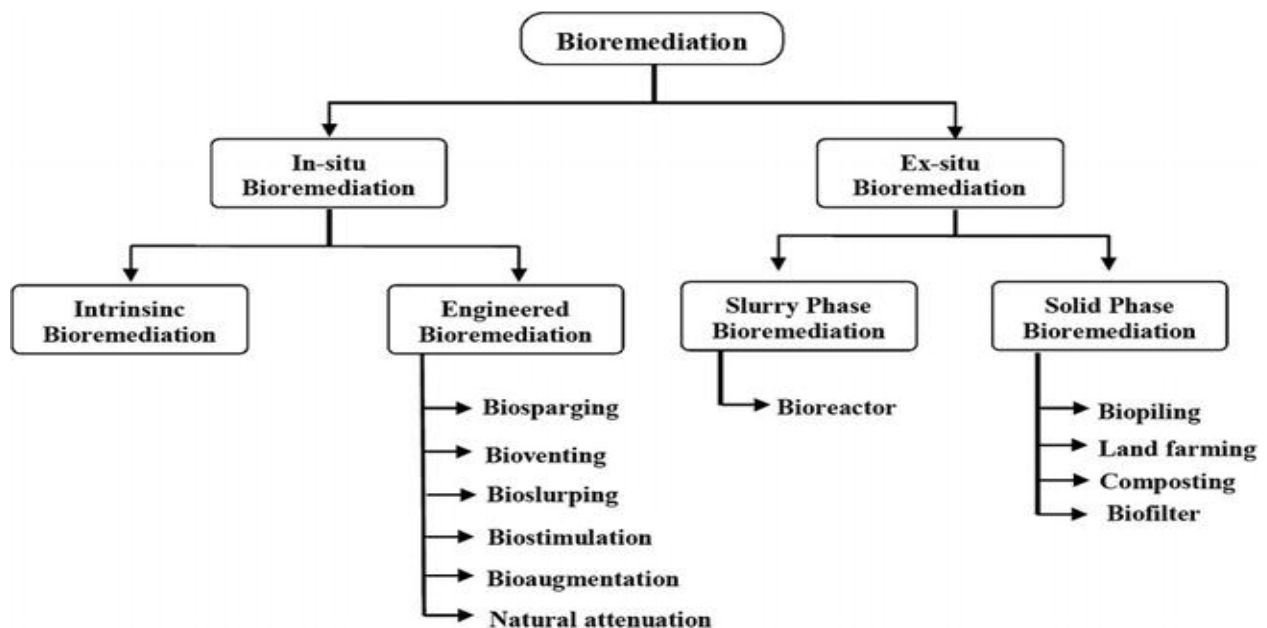 Bioremediation
In-situ
Bioremediation
Ex-situ
Bioremediation
Intrinsinc
Bioremediation
Engineered
Bioremediation
Slurry Phase
Bioremediation
Solid Phase
Bioremediation
Biosparging
Bioventing
Bioslurping
Biostimulation
Bioaugmentation
Natural attenuation
Bioreactor
Biopiling
Land farming
Composting
Biofilter